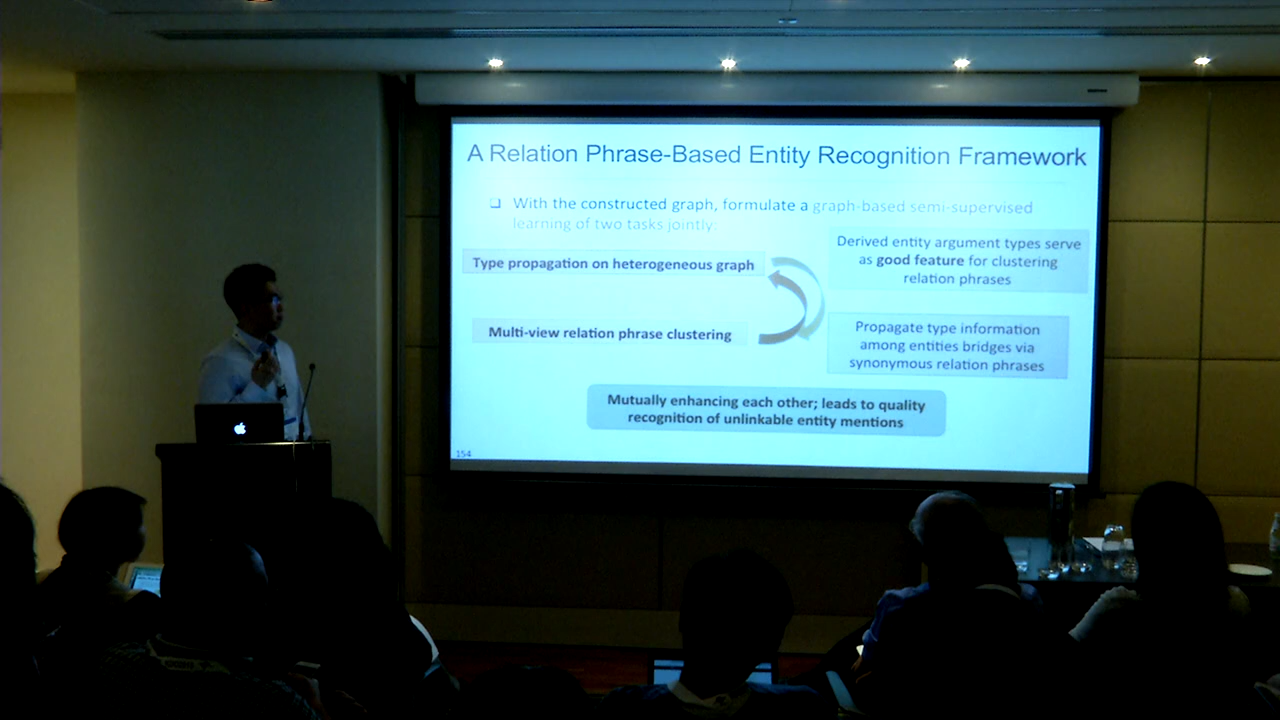 A Relation Phrase-Based Entity Recognition Framework
❑ With the constructed graph, formulate a graph-based semi-supervised
learning of two tasks jointly:
Type propagation on heterogeneous graph
Derived entity argument types serve
as good feature for clustering
relation phrases
Multi-view relation phrase clustering
Propagate type information
among entities bridges via
synonymous relation phrases
Mutually enhancing each other; leads to quality
recognition of unlinkable entity mentions
154